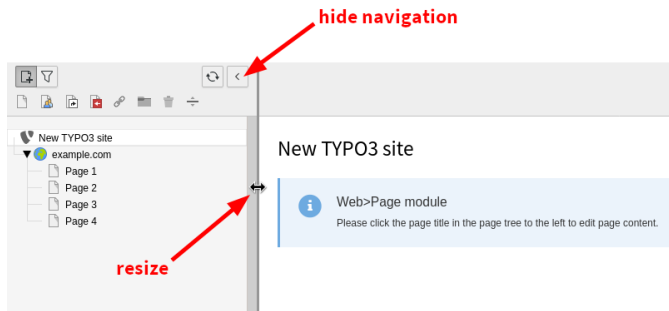 hide navigation
New TYPO3 site
example.com
Page 1
Page 2
Page 3
Page 4
resize
New TYPO3 site
Web>Page module
Please click the page title in the page tree to the left to edit page content.